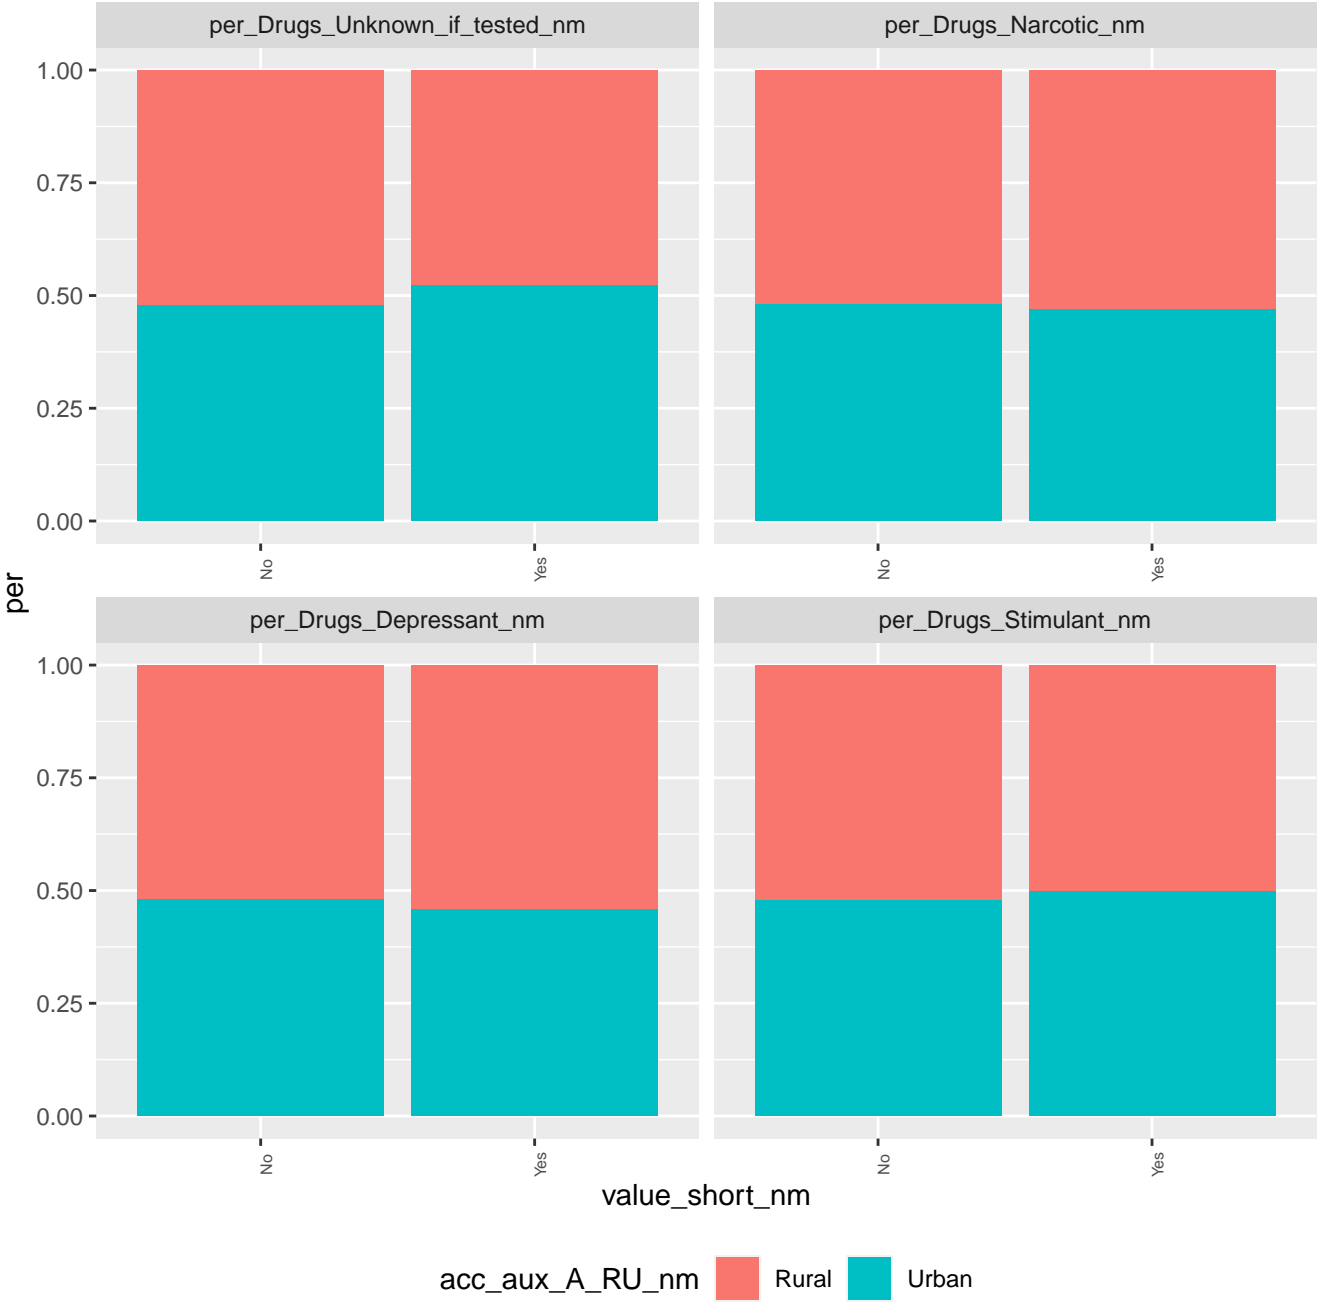 per_Drugs_Unknown_if_tested_nm
per_Drugs_Narcotic_nm
1.00
0.75
0.50
0.25
0.00
No
Yes
No
Yes
per
per_Drugs_Depressant_nm
per_Drugs_Stimulant_nm
1.00
0.75
0.50
0.25
0.00
No
Yes
No
Yes
value_short_nm
acc_aux_A_RU_nm Rural Urban